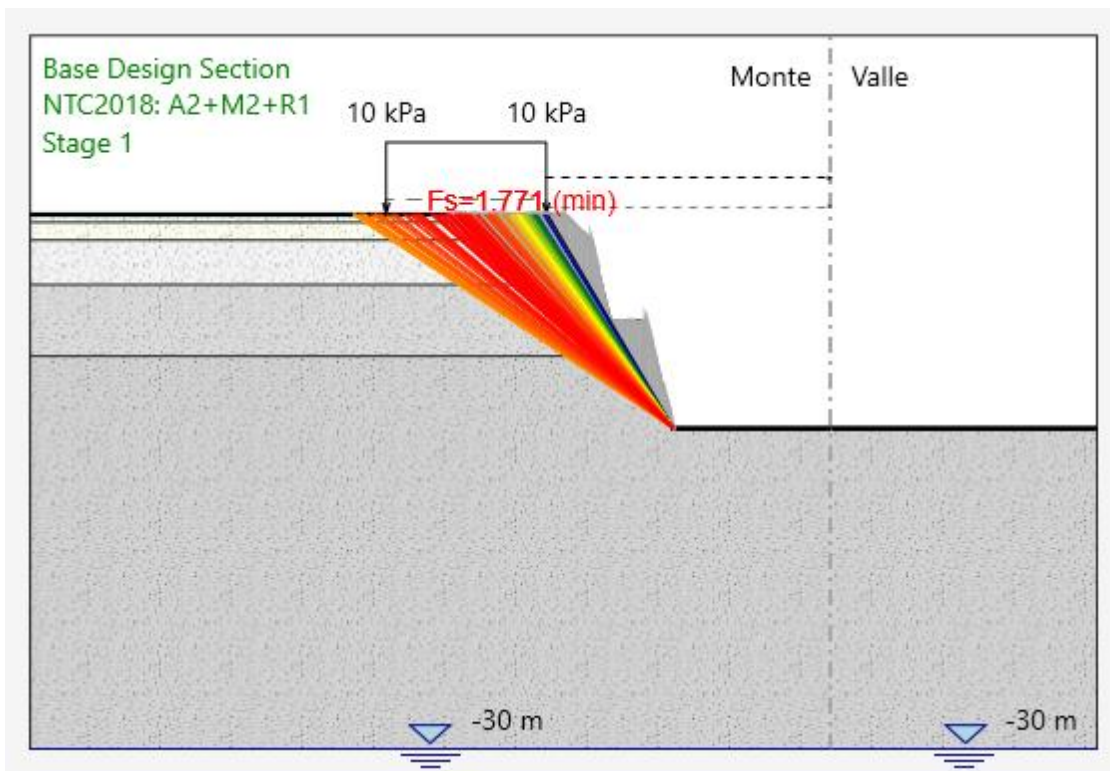 Base Design Section
NTC2018: A2+M2+R1
Stage 1
10 kPa
10 kPa
Monte
Valle
Fs=1.771 (min)
-30 m
-30 m